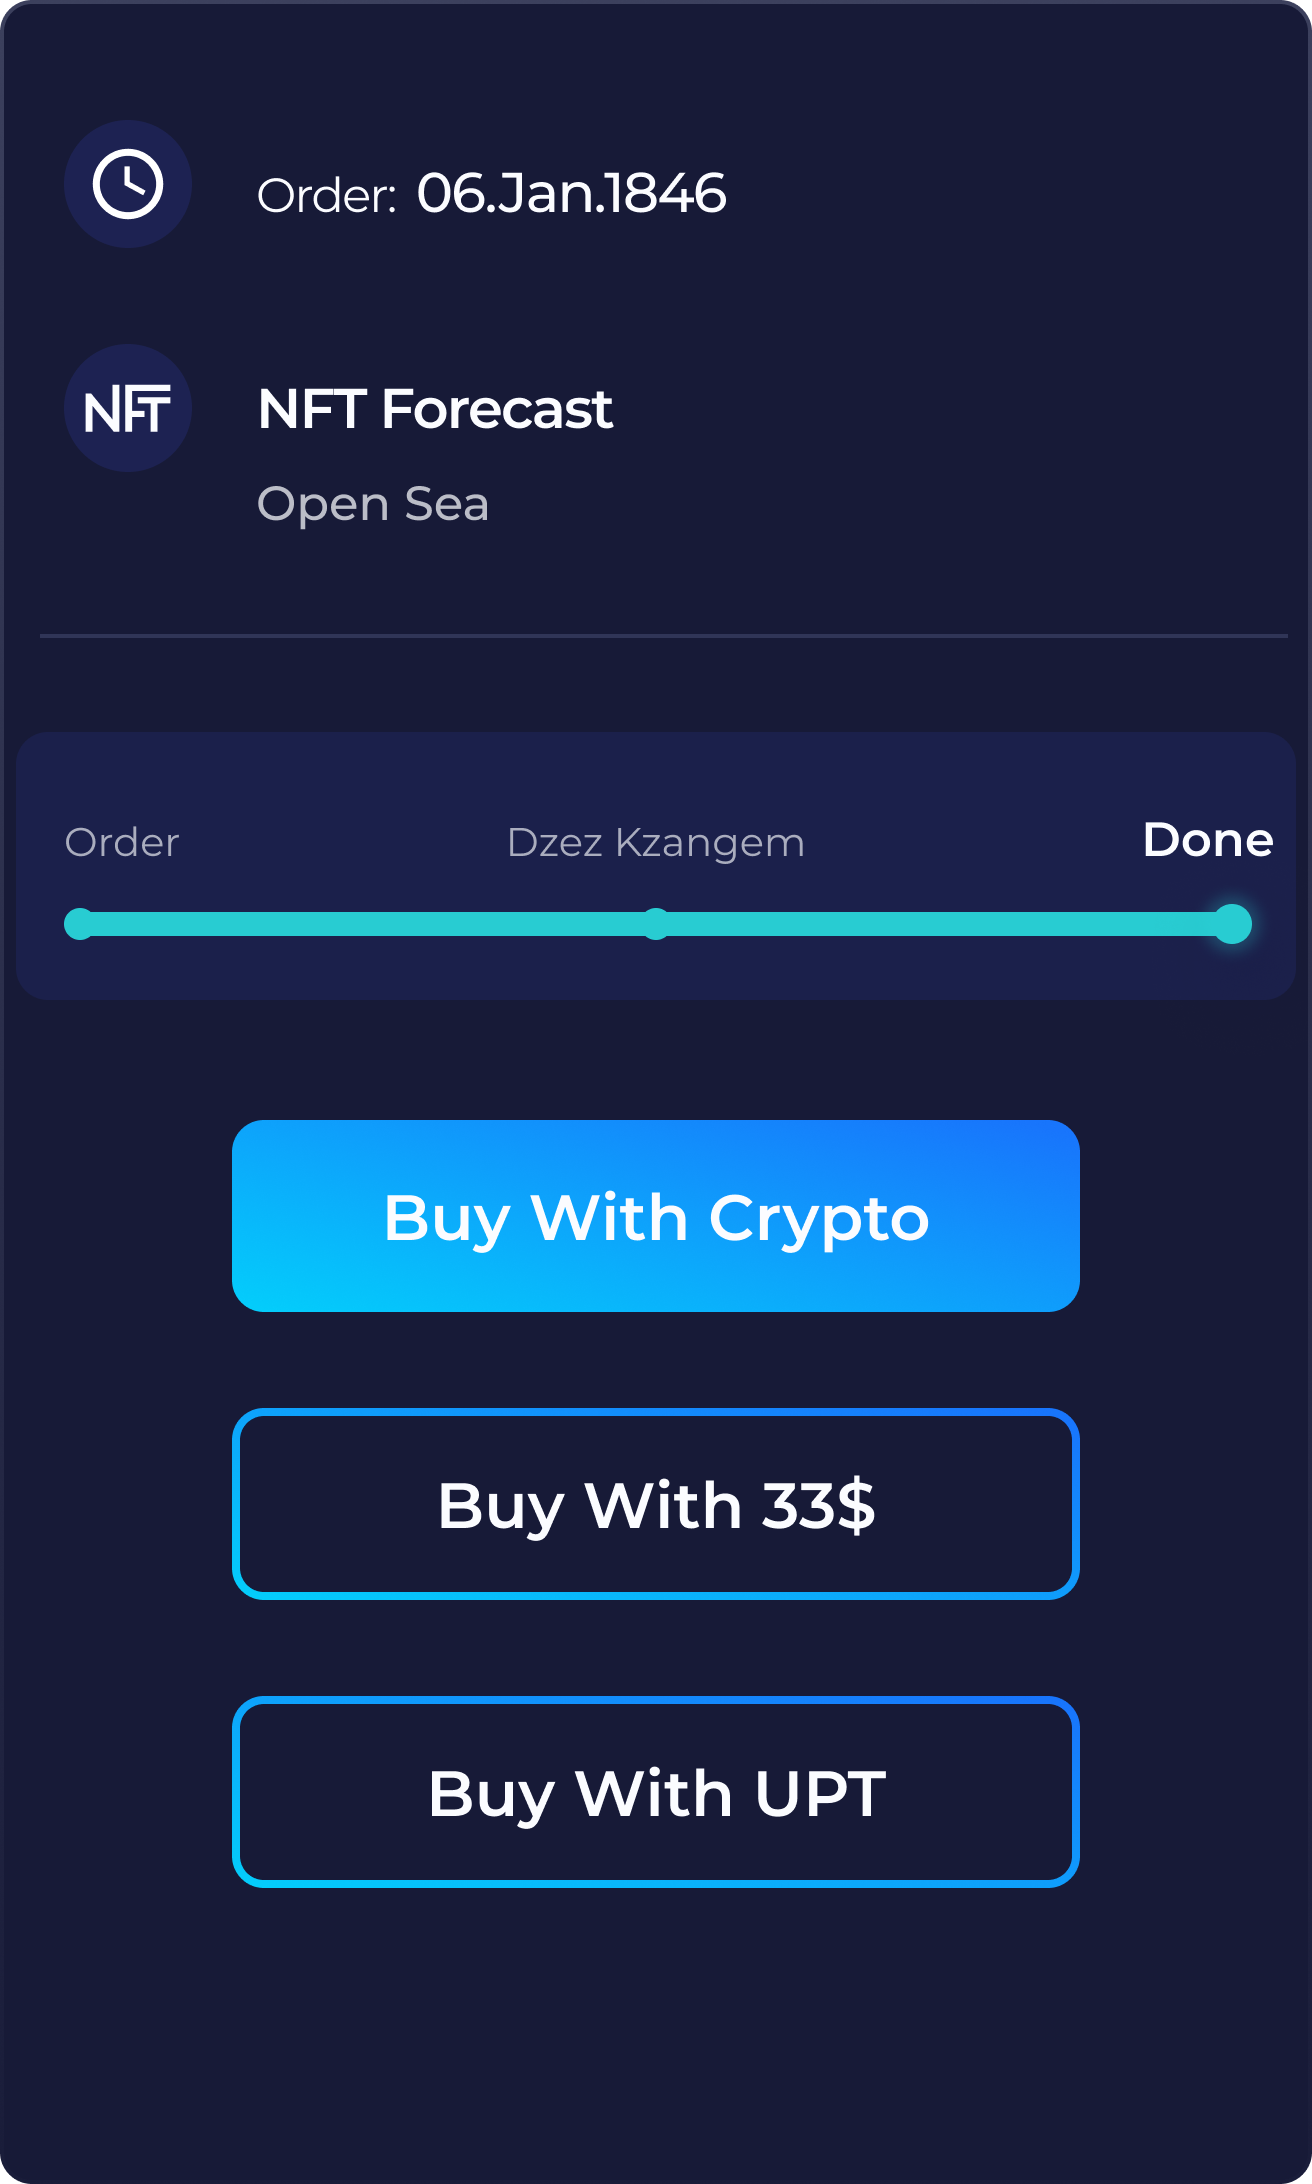 Order: 06.Jan.1846
NFT
NFT Forecast
Open Sea
Order Dzez Kzangem Done
Buy With Crypto
Buy With 33$
Buy With UPT